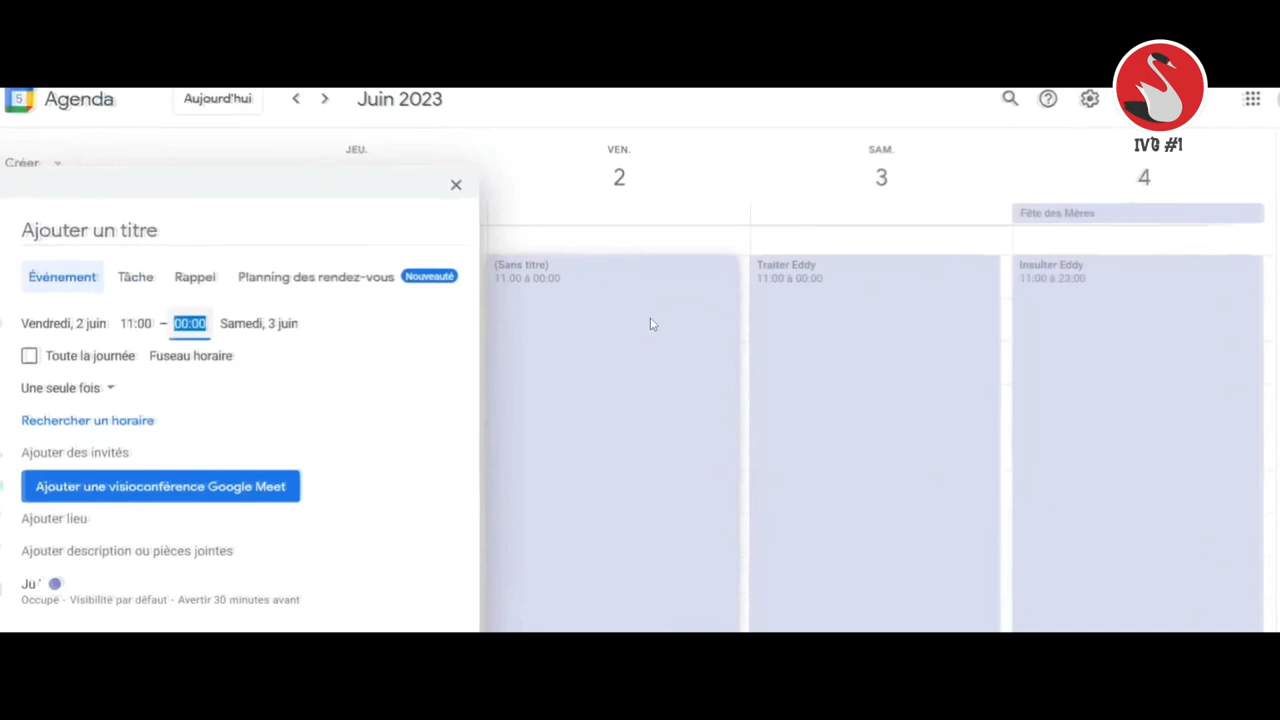 5 Agenda Aujourd'hui < > Juin 2023
IVG #1
Créer
JEU. VEN. SAM.
2 3 4
Fête des Mères
Ajouter un titre
Événement Tâche Rappel Planning des rendez-vous Nouveauté
Vendredi, 2 juin 11:00 – 00:00 Samedi, 3 juin
Toute la journée Fuseau horaire
Une seule fois
Rechercher un horaire
Ajouter des invités
Ajouter une visioconférence Google Meet
Ajouter lieu
Ajouter description ou pièces jointes
Ju
Occupé · Visibilité par défaut · Avertir 30 minutes avant
(Sans titre)
11:00 à 00:00
Traiter Eddy
11:00 à 00:00
Insulter Eddy
11:00 à 23:00